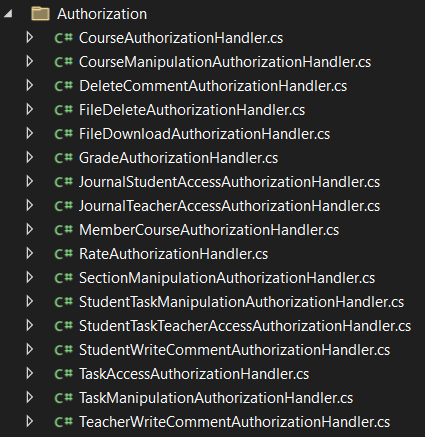 Authorization
C# CourseAuthorizationHandler.cs
C# CourseManipulationAuthorizationHandler.cs
C# DeleteCommentAuthorizationHandler.cs
C# FileDeleteAuthorizationHandler.cs
C# FileDownloadAuthorizationHandler.cs
C# GradeAuthorizationHandler.cs
C# JournalStudentAccessAuthorizationHandler.cs
C# JournalTeacherAccessAuthorizationHandler.cs
C# MemberCourseAuthorizationHandler.cs
C# RateAuthorizationHandler.cs
C# SectionManipulationAuthorizationHandler.cs
C# StudentTaskManipulationAuthorizationHandler.cs
C# StudentTaskTeacherAccessAuthorizationHandler.cs
C# StudentWriteCommentAuthorizationHandler.cs
C# TaskAccessAuthorizationHandler.cs
C# TaskManipulationAuthorizationHandler.cs
C# TeacherWriteCommentAuthorizationHandler.cs